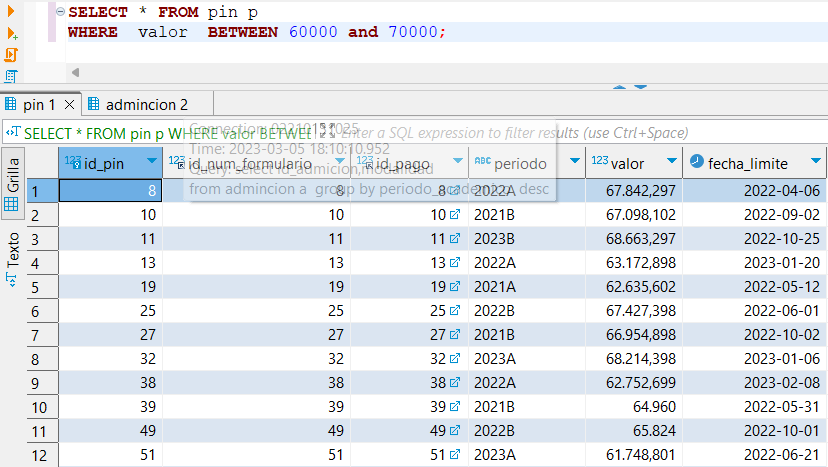 SELECT * FROM pin p
WHERE valor BETWEEN 60000 and 70000;
pin 1 admincion 2
SELECT * FROM pin p WHERE valor BETWEE Enter a SQL expression to filter results (use Ctrl+Space)
Time: 2023-03-05 18:10:10.952
Query: select id_admicion,modalidad
from admincion a group by periodo desc
Grilla
Texto
123 id_pin 123 id_num_formulario 123 id_pago ABC periodo 123 valor fecha_limite
1 8 8 8 2022A 67.842,297 2022-04-06
2 10 10 10 2021B 67.098,102 2022-09-02
3 11 11 11 2023B 68.663,297 2022-10-25
4 13 13 13 2022A 63.172,898 2023-01-20
5 19 19 19 2021A 62.635,602 2022-05-12
6 25 25 25 2022B 67.427,398 2022-06-01
7 27 27 27 2021B 66.954,898 2022-10-02
8 32 32 32 2023A 68.214,398 2023-01-06
9 38 38 38 2022A 62.752,699 2023-02-08
10 39 39 39 2021B 64.960 2022-05-31
11 49 49 49 2022B 65.824 2022-10-01
12 51 51 51 2023A 61.748,801 2022-06-21